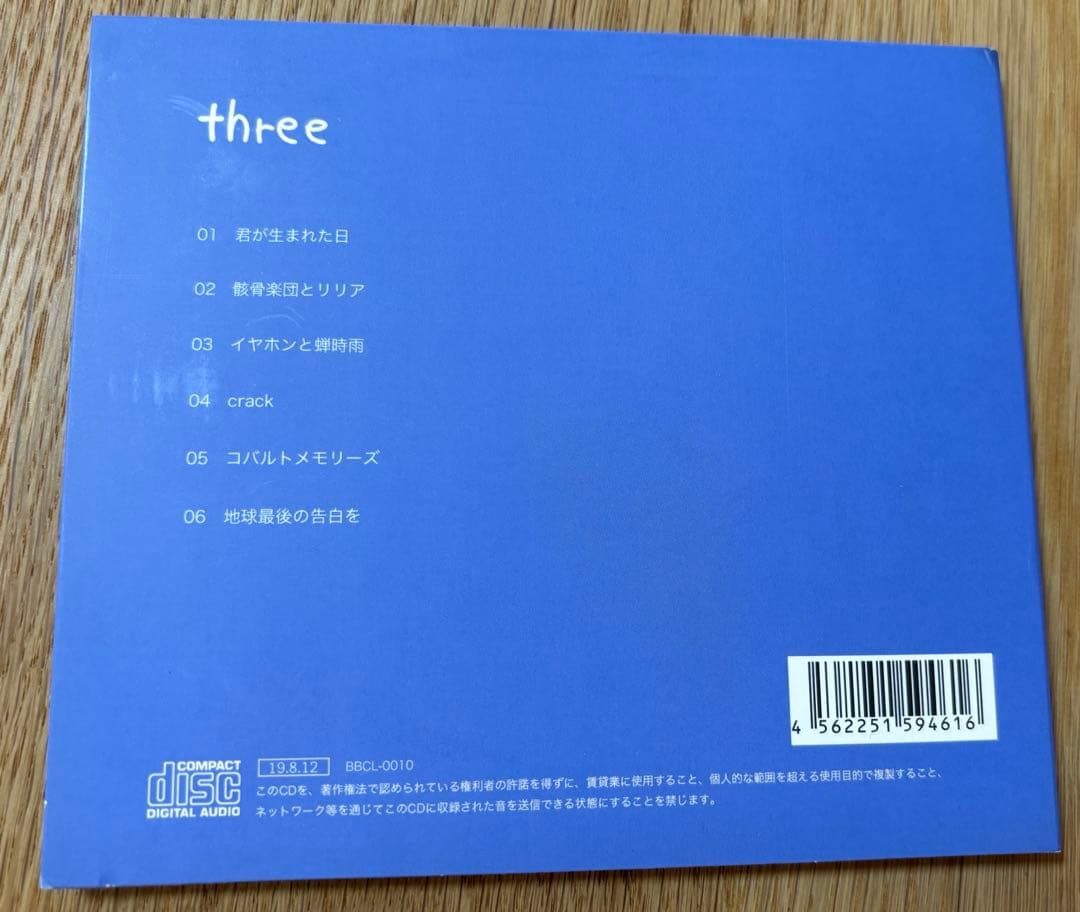 three
01 君が生まれた日
02 骸骨楽団とリリア
03 イヤホンと蝉時雨
04 crack
05 コバルトメモリーズ
06 地球最後の告白を
4 562251 594616
COMPACT
disc
DIGITAL AUDIO
19.8.12 BBCL-0010
このCDを、著作権法で認められている権利者の許諾を得ずに、賃貸業に使用すること、個人的な範囲を超える使用目的で複製すること、
ネットワーク等を通じてこのCDに収録された音を送信できる状態にすることを禁じます。